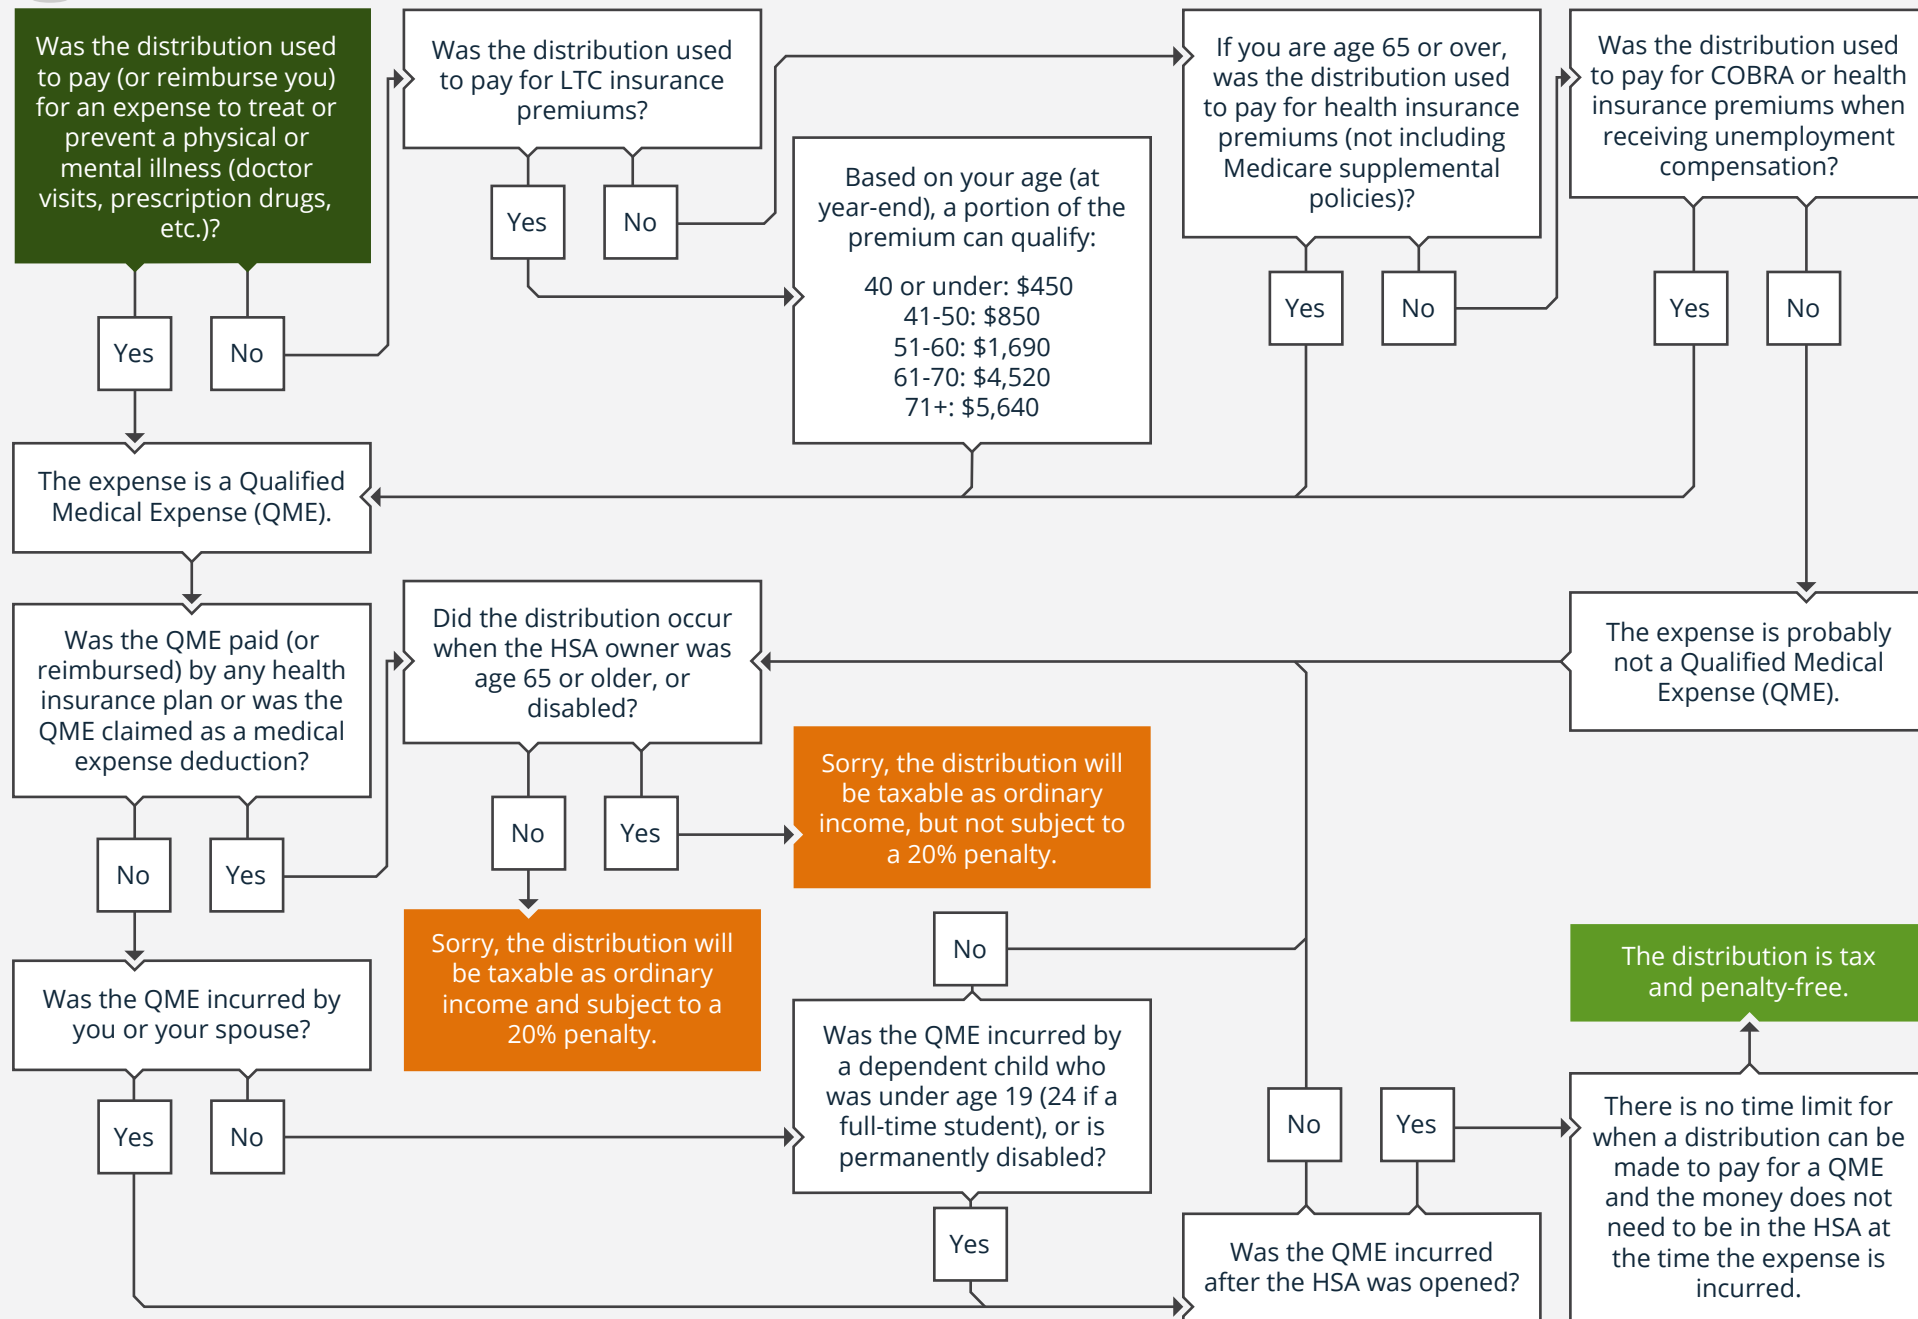 Was the distribution used
to pay (or reimburse you)
for an expense to treat or
prevent a physical or
mental illness (doctor
visits, prescription drugs,
etc.)?
Yes
No
Was the distribution used
to pay for LTC insurance
premiums?
Yes
No
Based on your age (at
year-end), a portion of the
premium can qualify:
40 or under: $450
41-50: $850
51-60: $1,690
61-70: $4,520
71+: $5,640
If you are age 65 or over,
was the distribution used
to pay for health insurance
premiums (not including
Medicare supplemental
policies)?
Yes
No
Was the distribution used
to pay for COBRA or health
insurance premiums when
receiving unemployment
compensation?
Yes
No
The expense is a Qualified
Medical Expense (QME).
Was the QME paid (or
reimbursed) by any health
insurance plan or was the
QME claimed as a medical
expense deduction?
No
Yes
Did the distribution occur
when the HSA owner was
age 65 or older, or
disabled?
No
Yes
The expense is probably
not a Qualified Medical
Expense (QME).
Sorry, the distribution will
be taxable as ordinary
income, but not subject to
a 20% penalty.
Sorry, the distribution will
be taxable as ordinary
income and subject to a
20% penalty.
Was the QME incurred by
you or your spouse?
Yes
No
No
Was the QME incurred by
a dependent child who
was under age 19 (24 if a
full-time student), or is
permanently disabled?
Yes
No
Yes
Was the QME incurred
after the HSA was opened?
The distribution is tax
and penalty-free.
There is no time limit for
when a distribution can be
made to pay for a QME
and the money does not
need to be in the HSA at
the time the expense is
incurred.